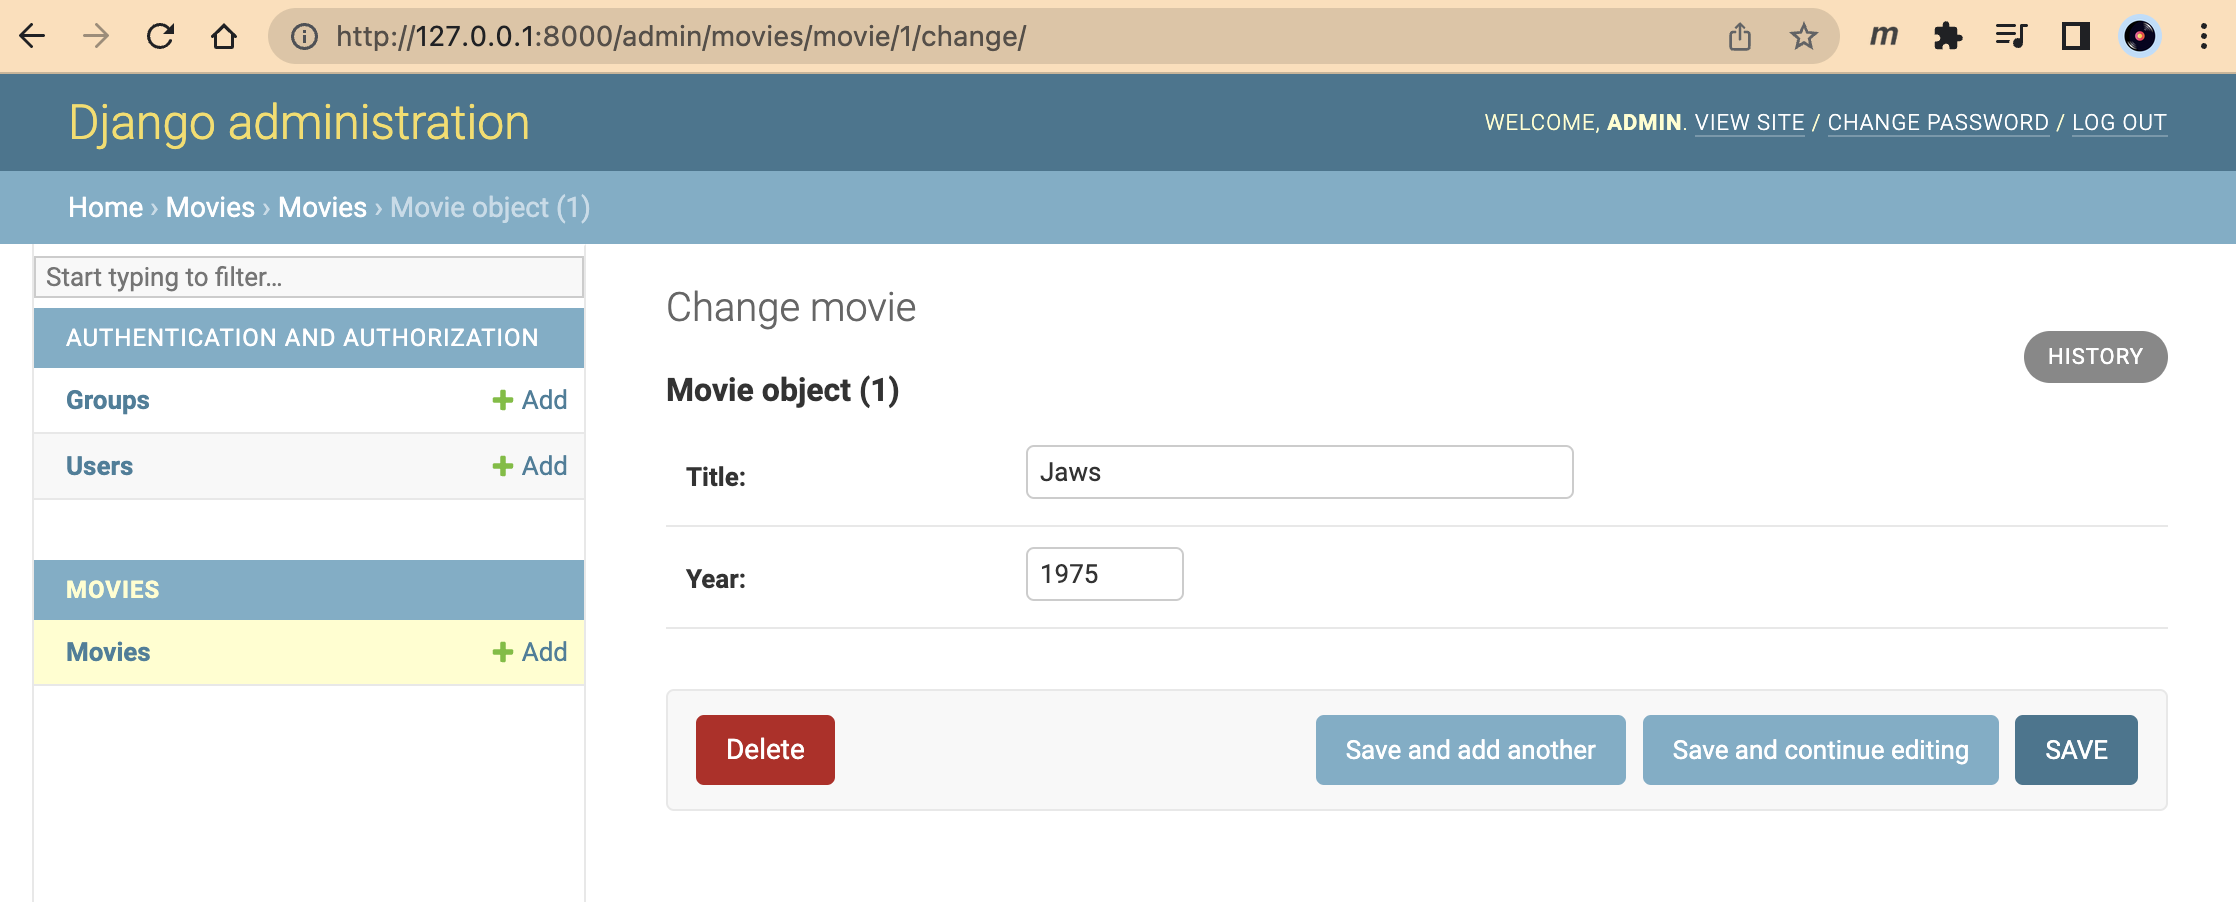 http://127.0.0.1:8000/admin/movies/movie/1/change/
m
Django administration
WELCOME, ADMIN. VIEW SITE / CHANGE PASSWORD / LOG OUT
Home › Movies › Movies › Movie object (1)
Start typing to filter…
AUTHENTICATION AND AUTHORIZATION
Groups + Add
Users + Add
MOVIES
Movies + Add
Change movie
HISTORY
Movie object (1)
Title: Jaws
Year: 1975
Delete Save and add another Save and continue editing SAVE